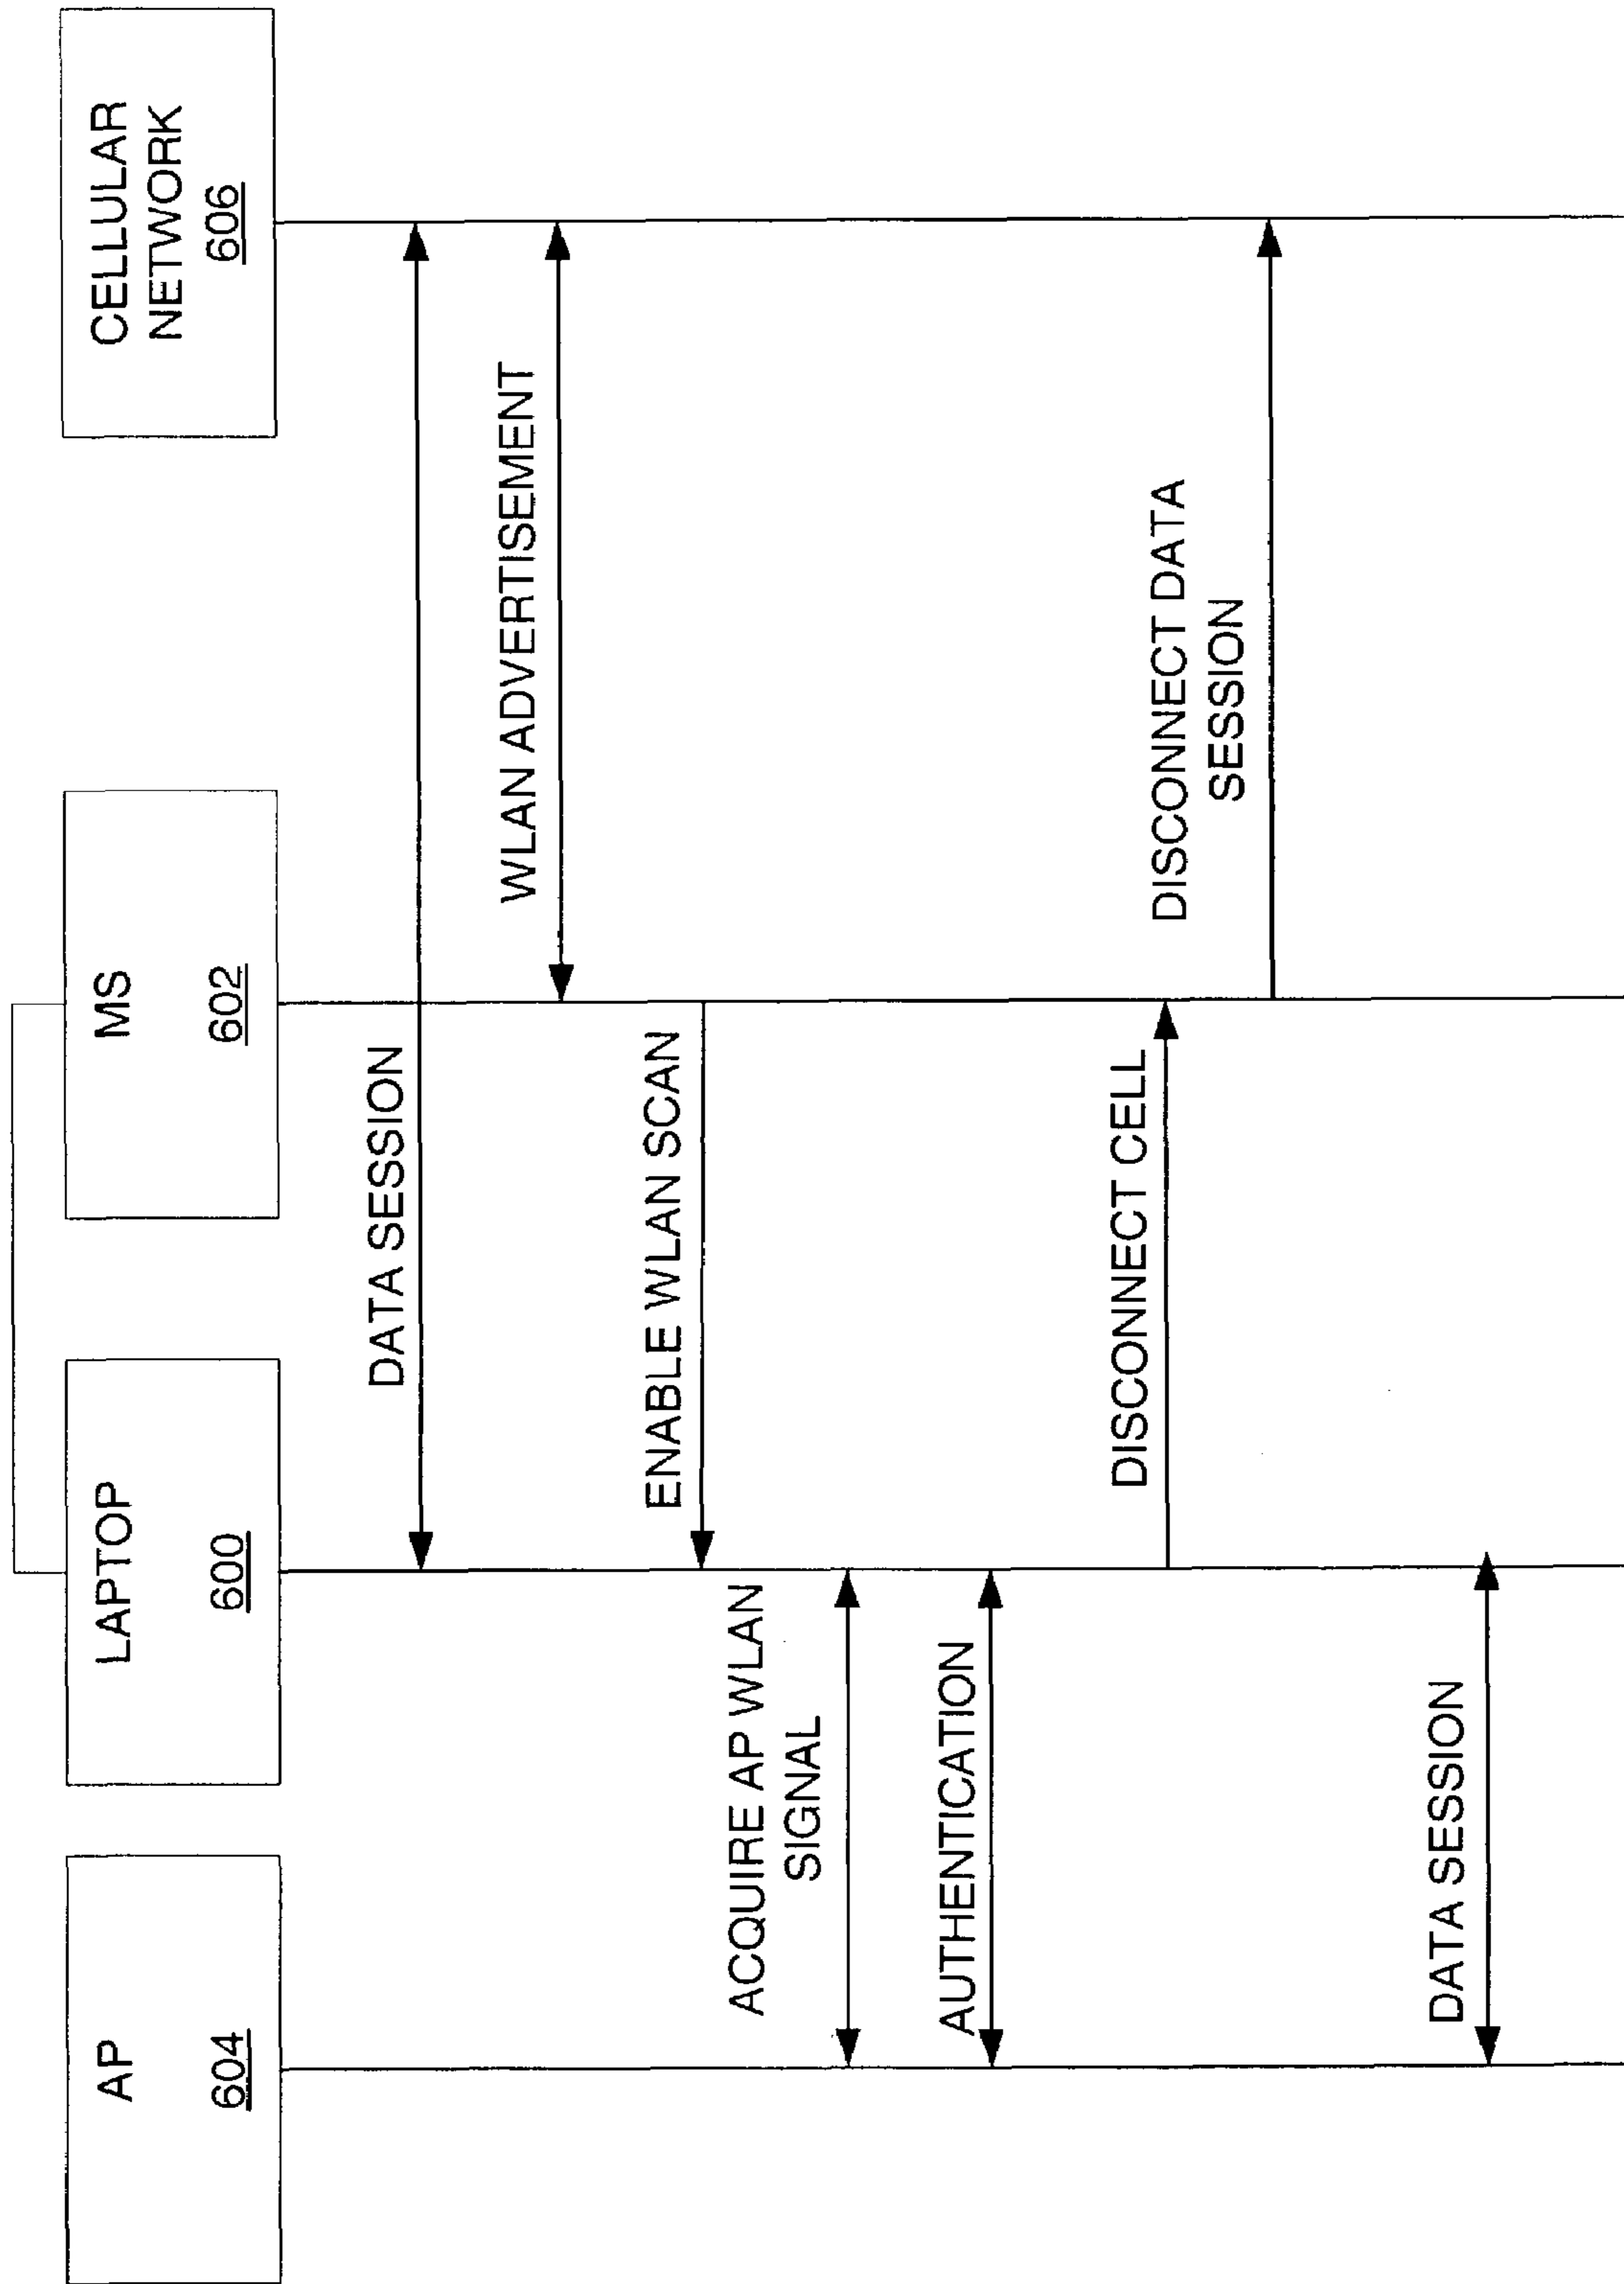 AP
604
LAPTOP
600
MS
602
CELLULAR
NETWORK
606
DATA SESSION
WLAN ADVERTISEMENT
ENABLE WLAN SCAN
ACQUIRE AP WLAN
SIGNAL
AUTHENTICATION
DISCONNECT CELL
DISCONNECT DATA
SESSION
DATA SESSION